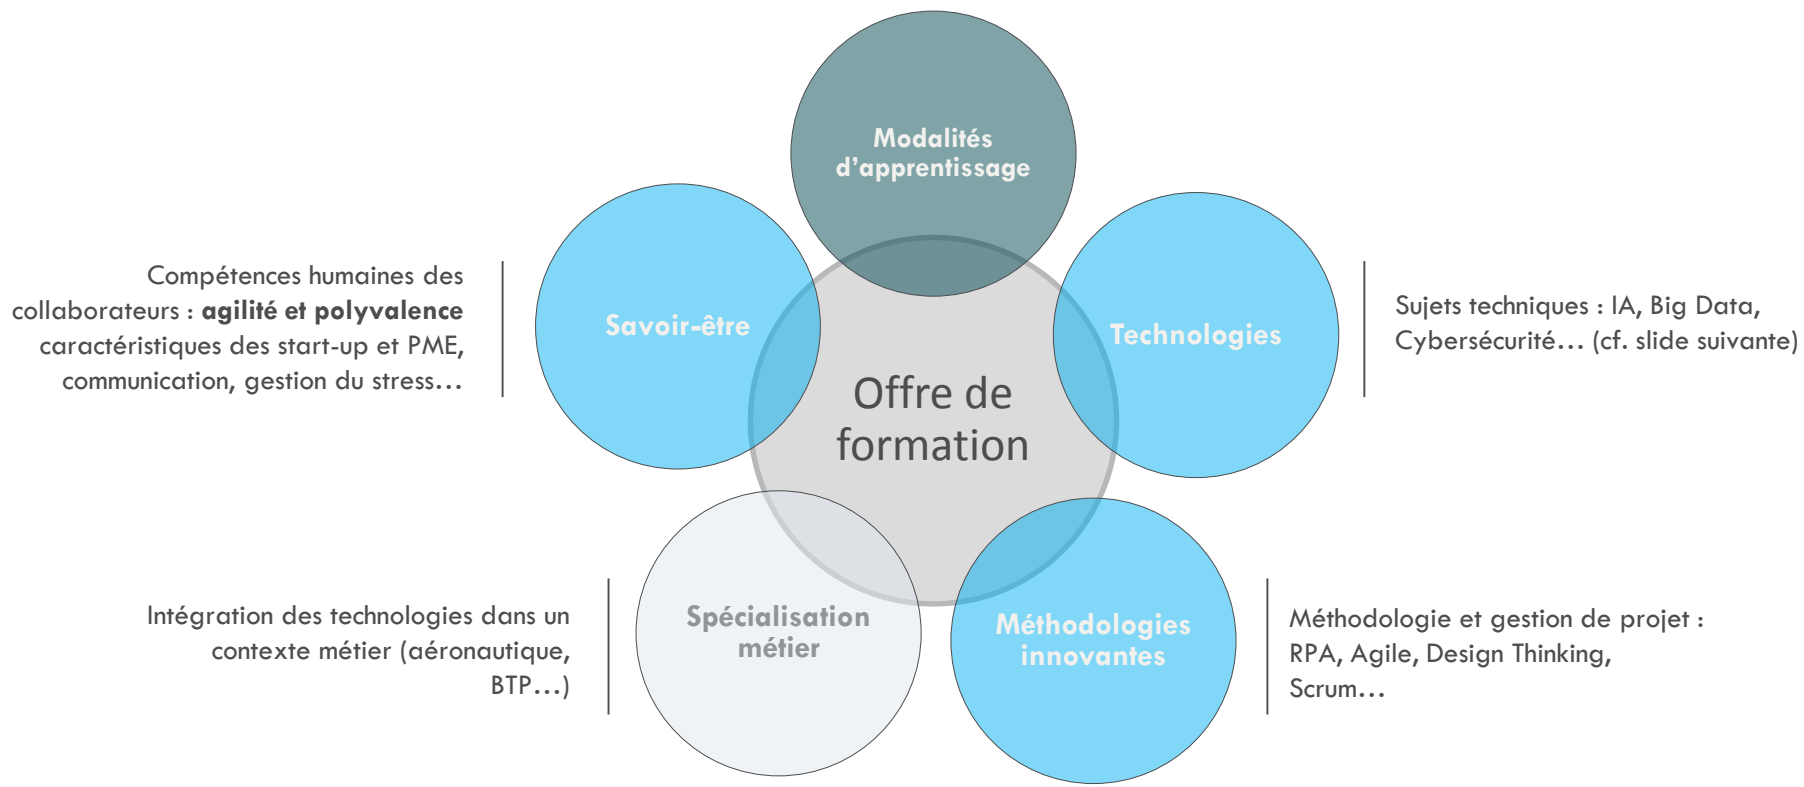 Modalités
d’apprentissage
Compétences humaines des
collaborateurs : agilité et polyvalence
caractéristiques des start-up et PME,
communication, gestion du stress…
Savoir-être
Technologies
Sujets techniques : IA, Big Data,
Cybersécurité… (cf. slide suivante)
Offre de
formation
Intégration des technologies dans un
contexte métier (aéronautique,
BTP…)
Spécialisation
métier
Méthodologies
innovantes
Méthodologie et gestion de projet :
RPA, Agile, Design Thinking,
Scrum…